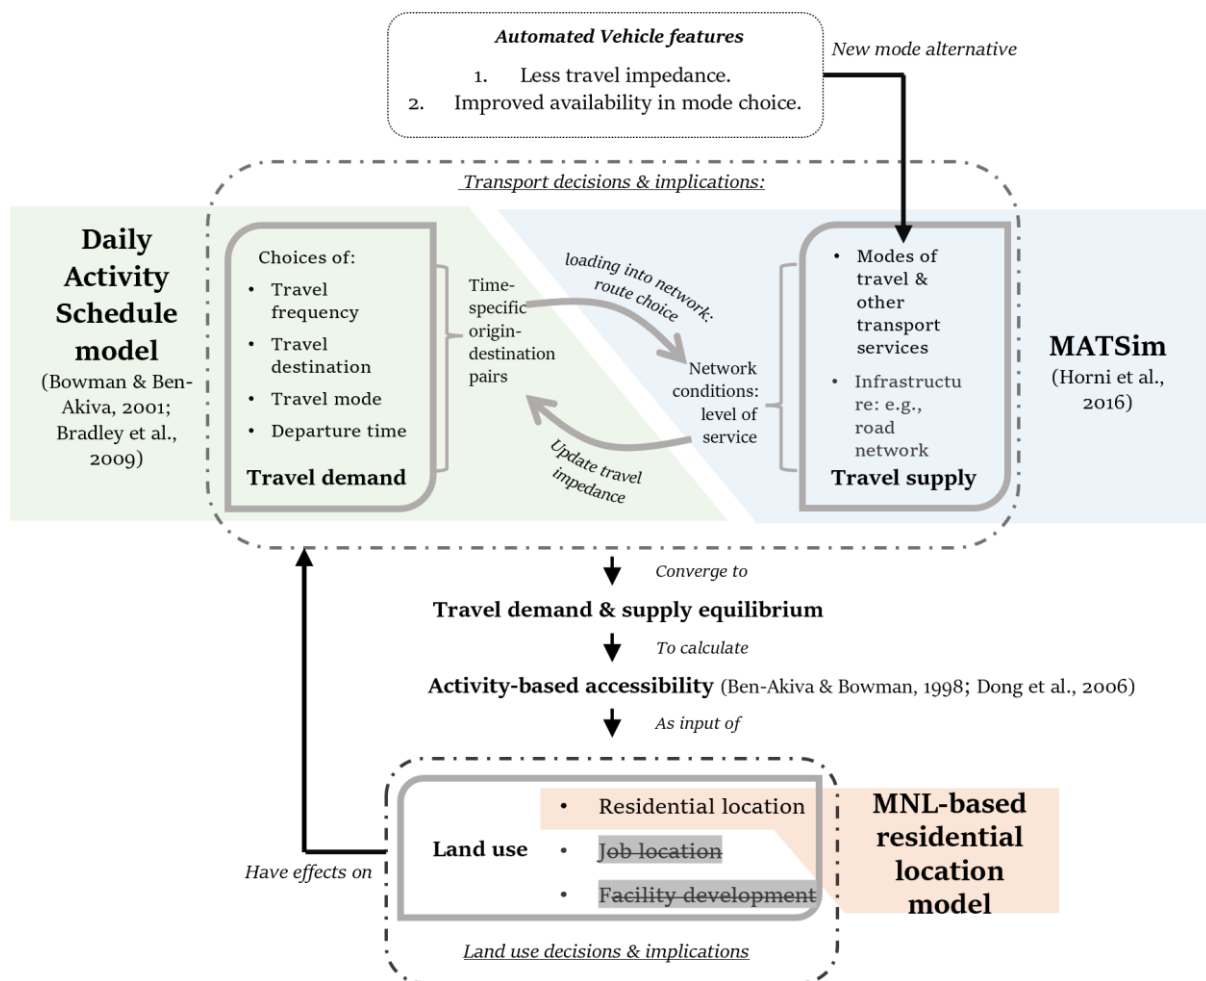 Automated Vehicle features
1. Less travel impedance.
2. Improved availability in mode choice.
New mode alternative
Transport decisions & implications:
Daily
Activity
Schedule
model
(Bowman & Ben-
Akiva, 2001;
Bradley et al.,
2009)
Choices of:
• Travel
frequency
• Travel
destination
• Travel mode
• Departure time
Travel demand
Time-
specific
origin-
destination
pairs
loading into network:
route choice
Update travel
impedance
Network
conditions:
level of
service
• Modes of
travel &
other
transport
services
• Infrastructu
re: e.g.,
road
network
Travel supply
MATSim
(Horni et al.,
2016)
Converge to
Travel demand & supply equilibrium
To calculate
Activity-based accessibility (Ben-Akiva & Bowman, 1998; Dong et al., 2006)
As input of
Have effects on
Land use
• Residential location
• Job location
• Facility development
MNL-based
residential
location
model
Land use decisions & implications